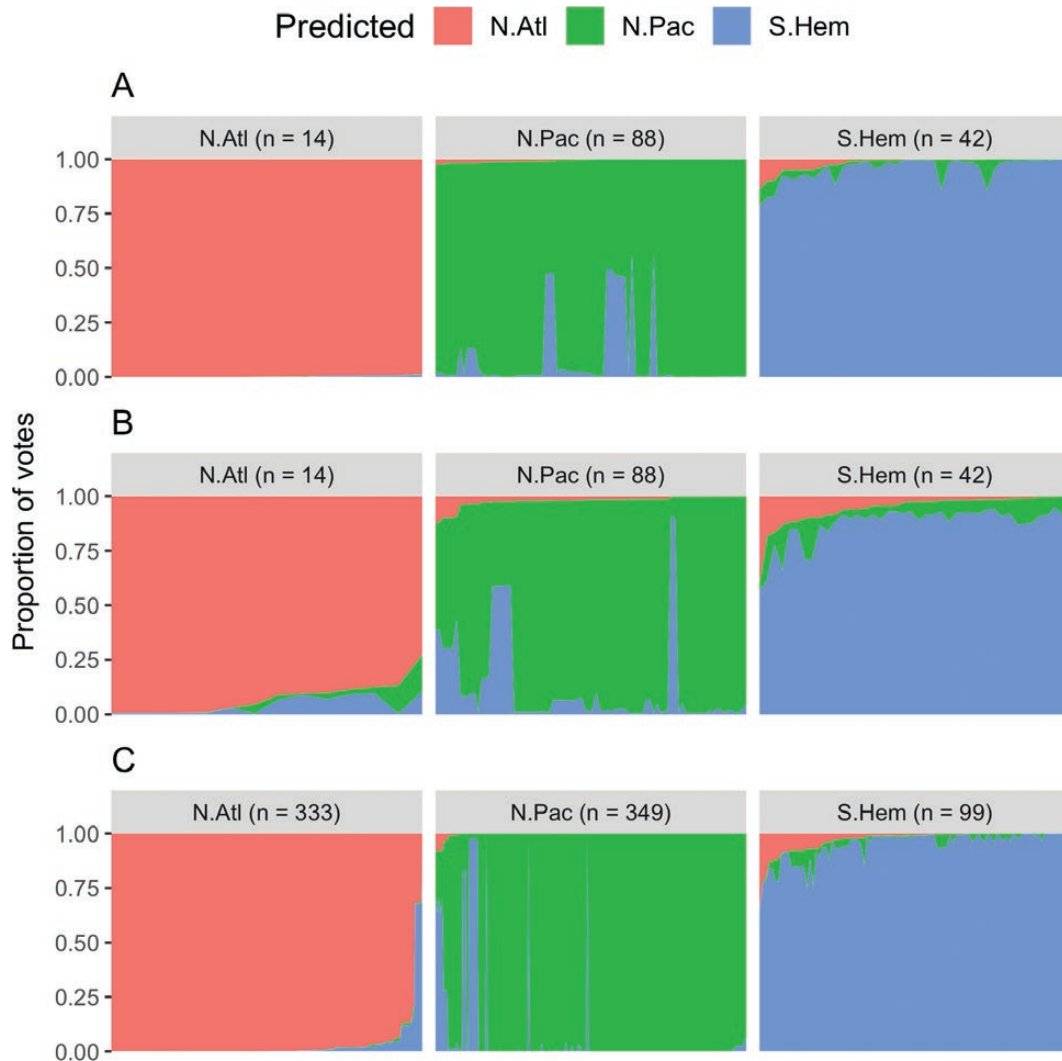 Predicted N.Atl N.Pac S.Hem
A
N.Atl (n = 14) N.Pac (n = 88) S.Hem (n = 42)
1.00
0.75
0.50
0.25
0.00
B
N.Atl (n = 14) N.Pac (n = 88) S.Hem (n = 42)
1.00
0.75
0.50
0.25
0.00
Proportion of votes
C
N.Atl (n = 333) N.Pac (n = 349) S.Hem (n = 99)
1.00
0.75
0.50
0.25
0.00